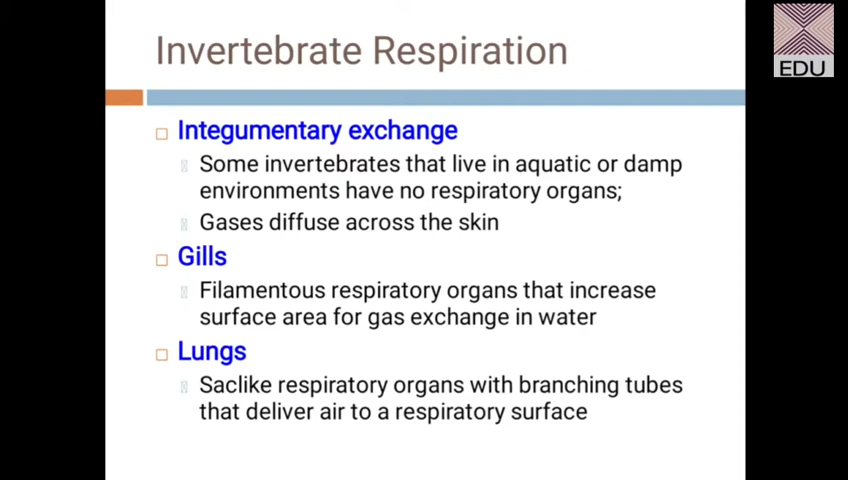 Invertebrate Respiration
EDU
Integumentary exchange
Some invertebrates that live in aquatic or damp
environments have no respiratory organs;
Gases diffuse across the skin
Gills
Filamentous respiratory organs that increase
surface area for gas exchange in water
Lungs
Saclike respiratory organs with branching tubes
that deliver air to a respiratory surface